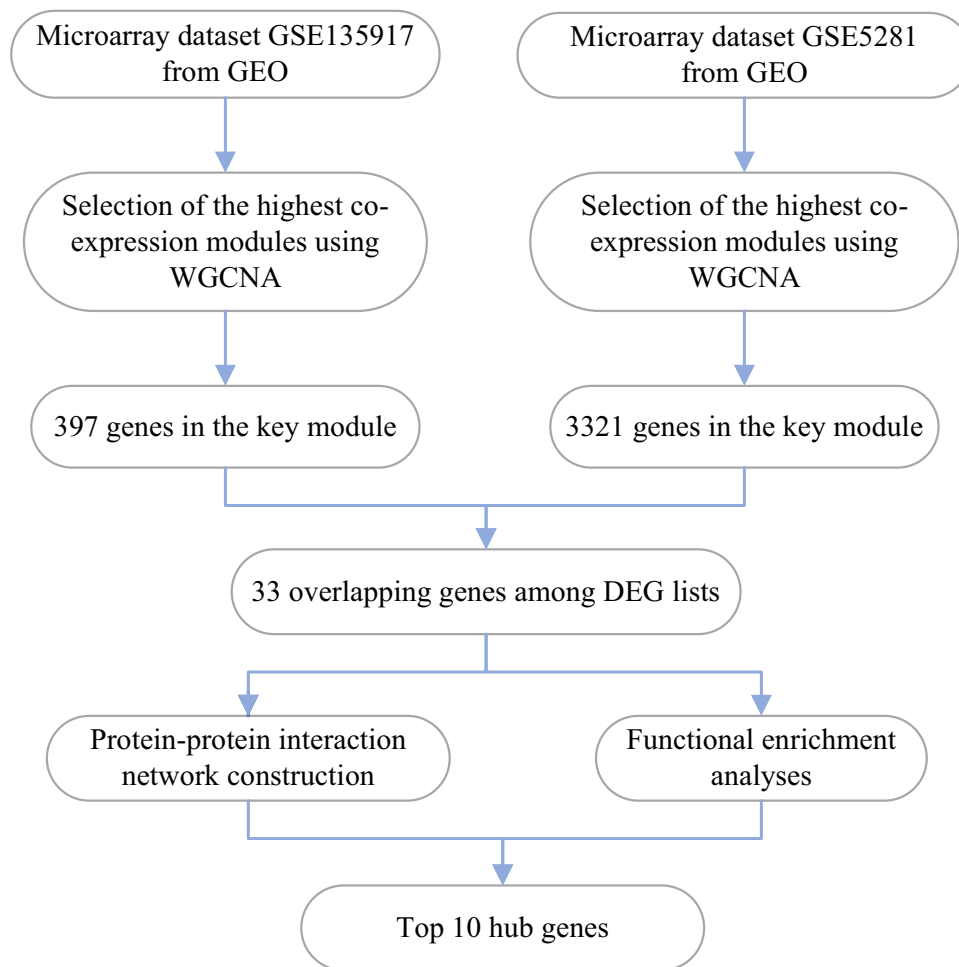 Microarray dataset GSE135917
from GEO
Microarray dataset GSE5281
from GEO
Selection of the highest co-
expression modules using
WGCNA
Selection of the highest co-
expression modules using
WGCNA
397 genes in the key module
3321 genes in the key module
33 overlapping genes among DEG lists
Protein-protein interaction
network construction
Functional enrichment
analyses
Top 10 hub genes